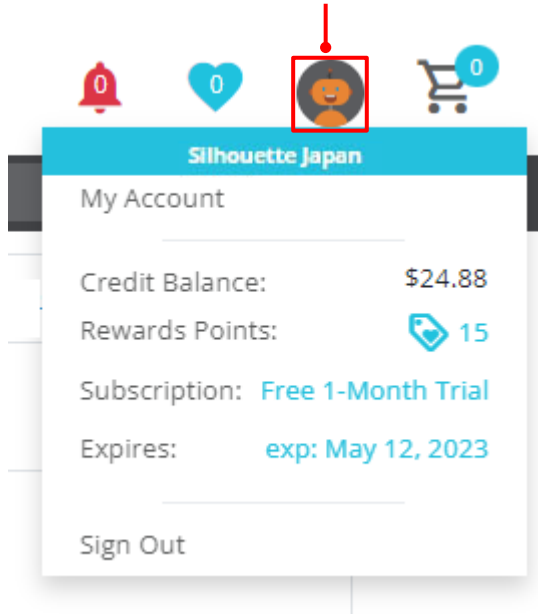 0 0 0
Silhouette Japan
My Account
Credit Balance: $24.88
Rewards Points: 15
Subscription: Free 1-Month Trial
Expires: exp: May 12, 2023
Sign Out